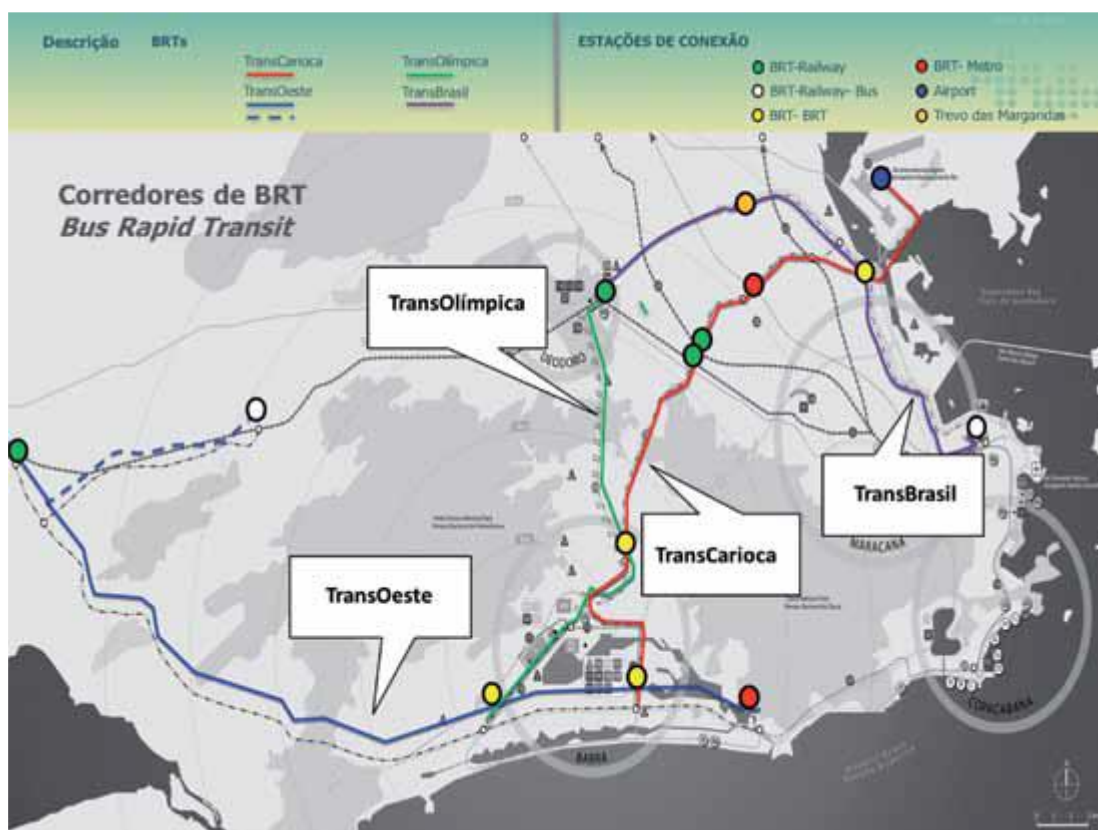 Descrição BRTs
TransCarioca
TransOlímpica
TransOeste
TransBrasil
ESTAÇÕES DE CONEXÃO
BRT-Railway
BRT- Metro
BRT-Railway- Bus
Airport
BRT- BRT
Trevo das Margaridas
Corredores de BRT
Bus Rapid Transit
TransOlímpica
DEODORO
TransBrasil
MARACANÃ
TransCarioca
TransOeste
COPACABANA
BARRA